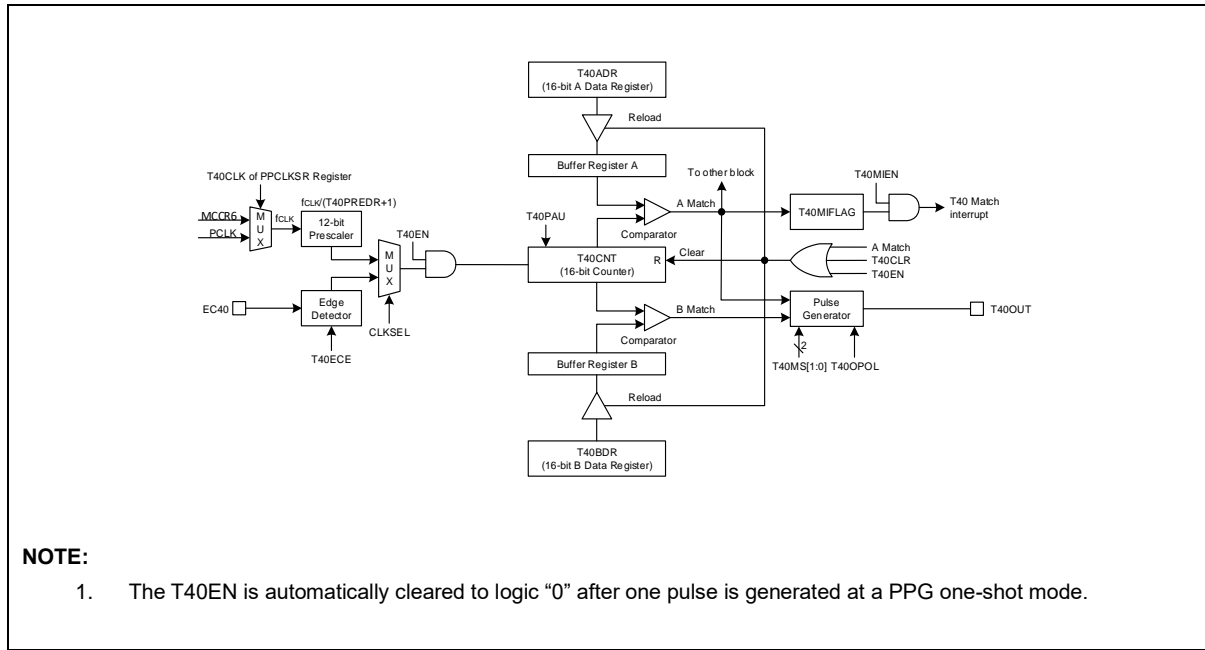 T40ADR
(16-bit A Data Register)
Reload
Buffer Register A
To other block
T40CLK of PPCLKSR Register
T40MIEN
fCLK/(T40PREDR+1)
MCCR6
PCLK
M
U
X
fCLK
12-bit
Prescaler
T40PAU
A Match
T40MIFLAG
T40 Match
interrupt
Comparator
T40EN
M
U
X
T40CNT
(16-bit Counter)
R
Clear
A Match
T40CLR
T40EN
EC40
Edge
Detector
CLKSEL
B Match
Pulse
Generator
T40OUT
Comparator
T40ECE
2
Buffer Register B
T40MS[1:0] T40OPOL
Reload
T40BDR
(16-bit B Data Register)
NOTE:
1. The T40EN is automatically cleared to logic “0” after one pulse is generated at a PPG one-shot mode.